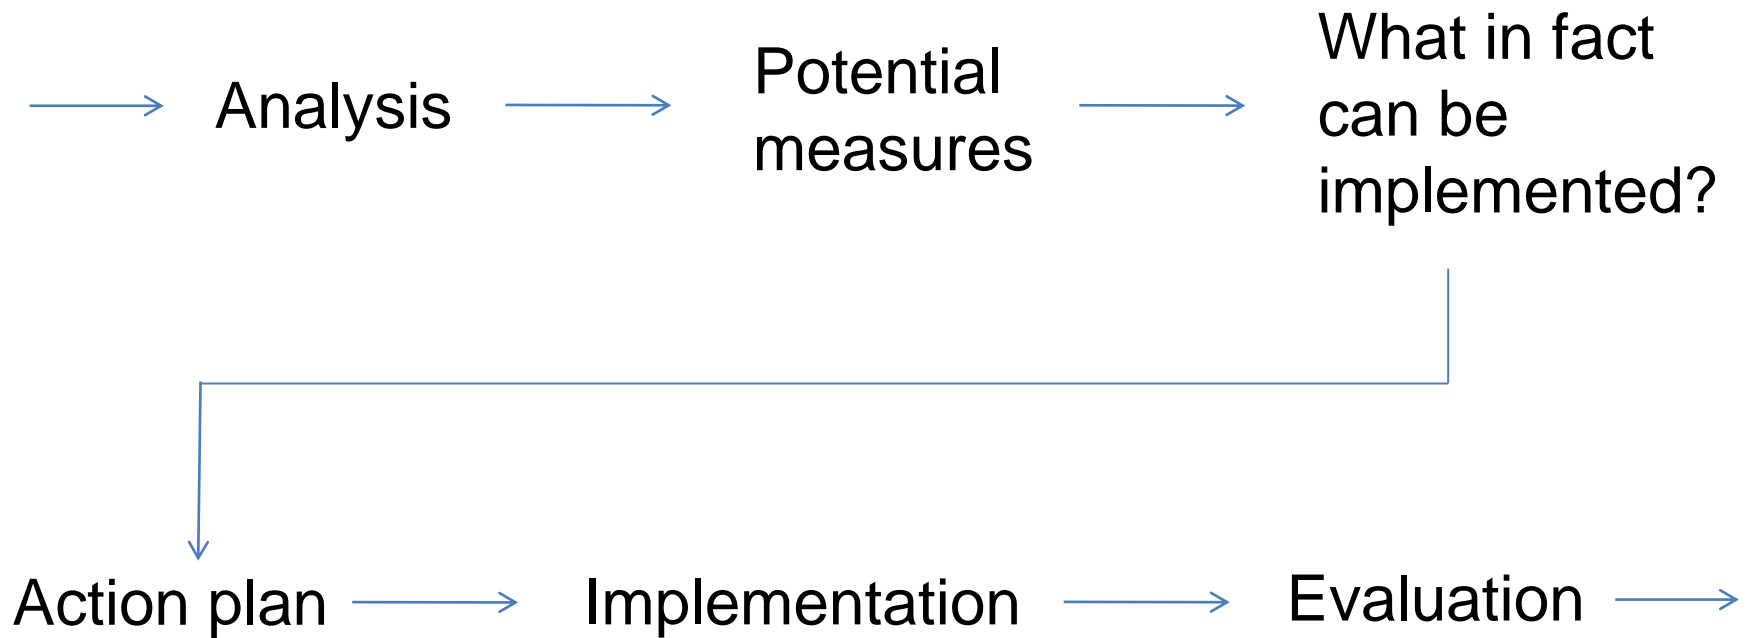 Analysis
Potential
measures
What in fact
can be
implemented?
Action plan
Implementation
Evaluation